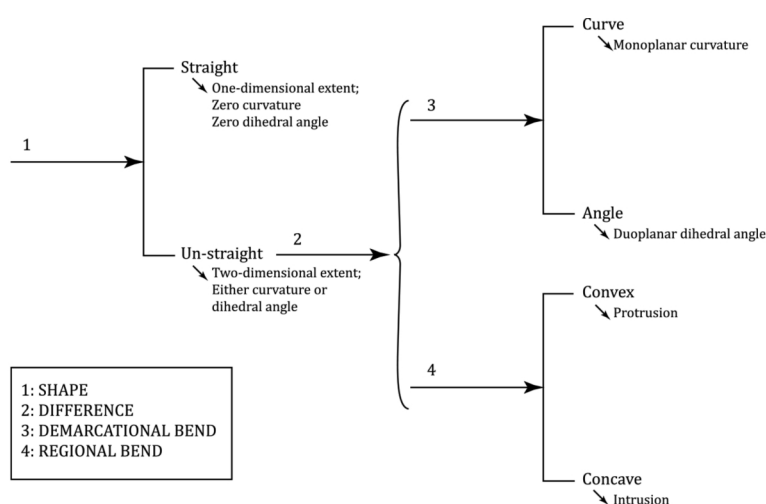 1
Straight
One-dimensional extent;
Zero curvature
Zero dihedral angle
Un-straight
Two-dimensional extent;
Either curvature or
dihedral angle
2
3
Curve
Monoplanar curvature
Angle
Duoplanar dihedral angle
4
Convex
Protrusion
Concave
Intrusion
1: SHAPE
2: DIFFERENCE
3: DEMARCATIONAL BEND
4: REGIONAL BEND